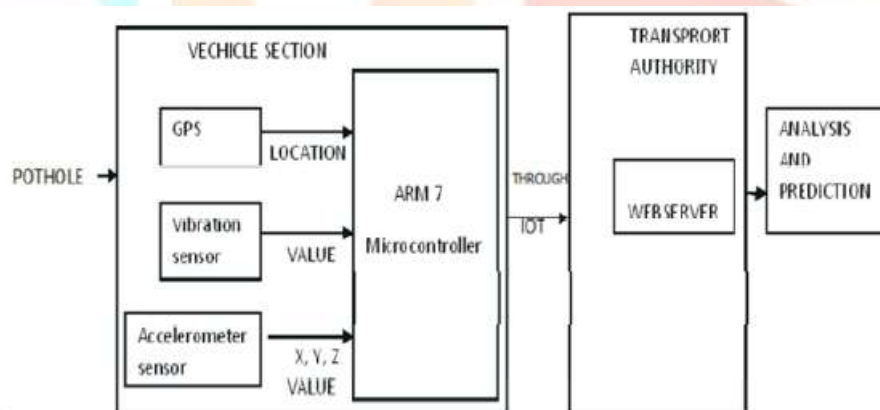 VECHICLE SECTION
TRANSPRORT
AUTHORITY
POTHOLE
GPS
LOCATION
Vibration
sensor
VALUE
Accelerometer
sensor
X, Y, Z
VALUE
ARM 7
Microcontroller
THROUGH
IOT
WEBSERVER
ANALYSIS
AND
PREDICTION